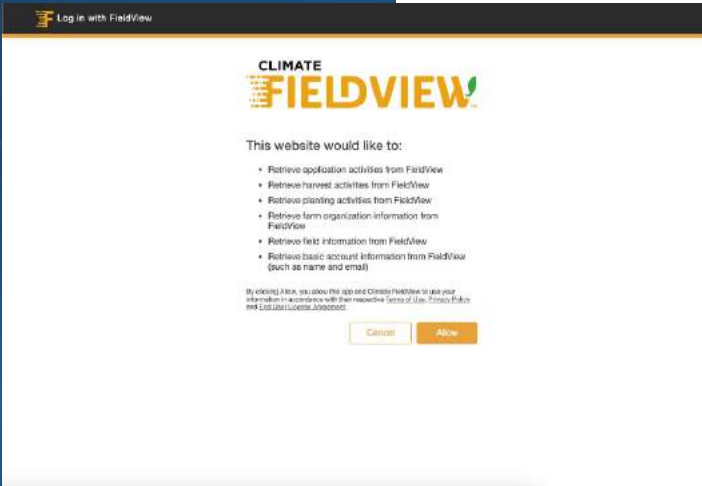 Log in with FieldView
CLIMATE
FIELDVIEW
This website would like to:
• Retrieve application activities from FieldView
• Retrieve harvest activities from FieldView
• Retrieve planting activities from FieldView
• Retrieve farm organization information from
FieldView
• Retrieve field information from FieldView
• Retrieve basic account information from FieldView
(such as name and email)
By clicking Allow, you allow this app and Climate FieldView to use your
information in accordance with their respective Terms of Use, Privacy Policy
and End User License Agreement
Cancel
Allow